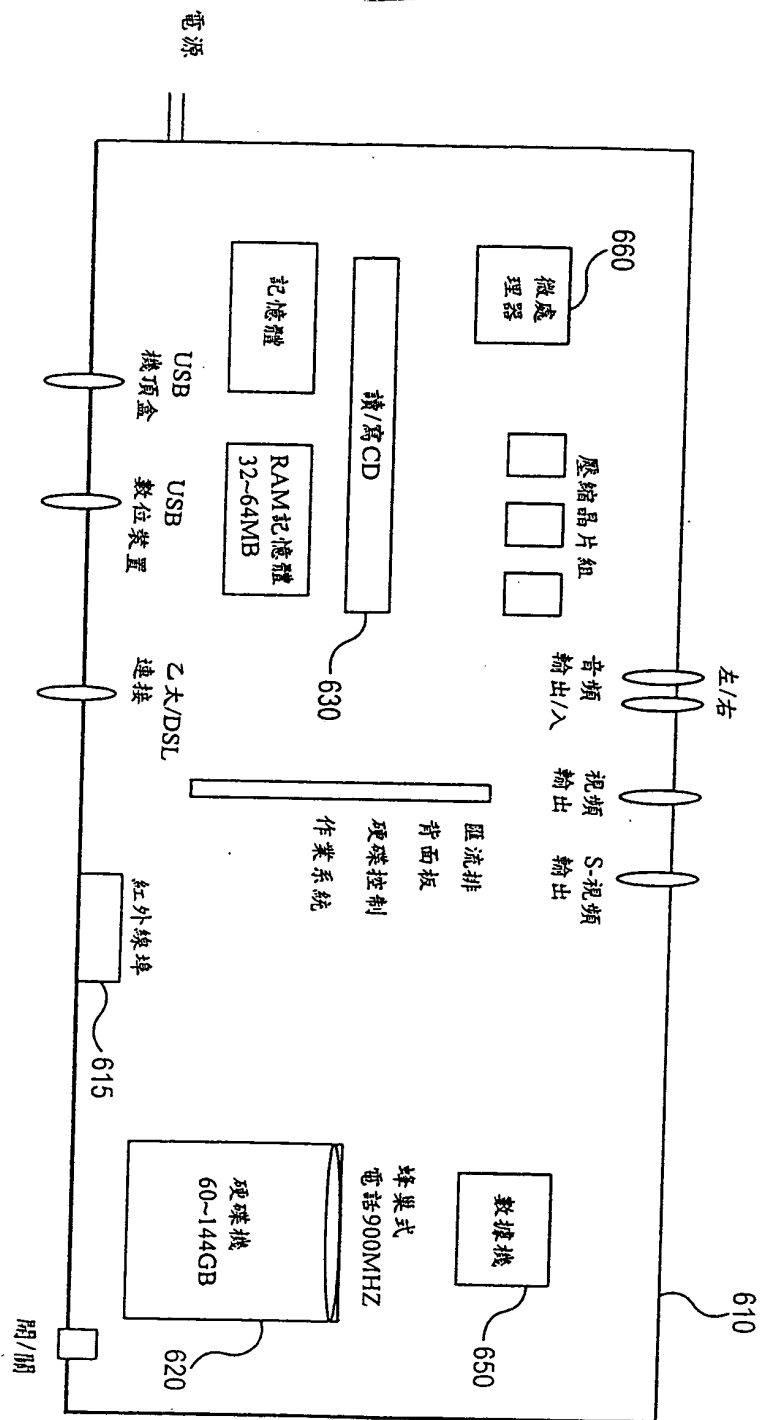 610
左/右
音頻
輸出/入
視頻
輸出
S-視頻
輸出
660
微處
理器
壓縮晶片組
數據機
650
匯流排
背面板
硬碟控制
作業系統
讀/寫CD
630
蜂巢式
電話900MHZ
記憶體
RAM記憶體
32~64MB
硬碟機
60~144GB
620
電源
USB
機頂盒
USB
數位裝置
乙太/DSL
連接
紅外線埠
615
開/關